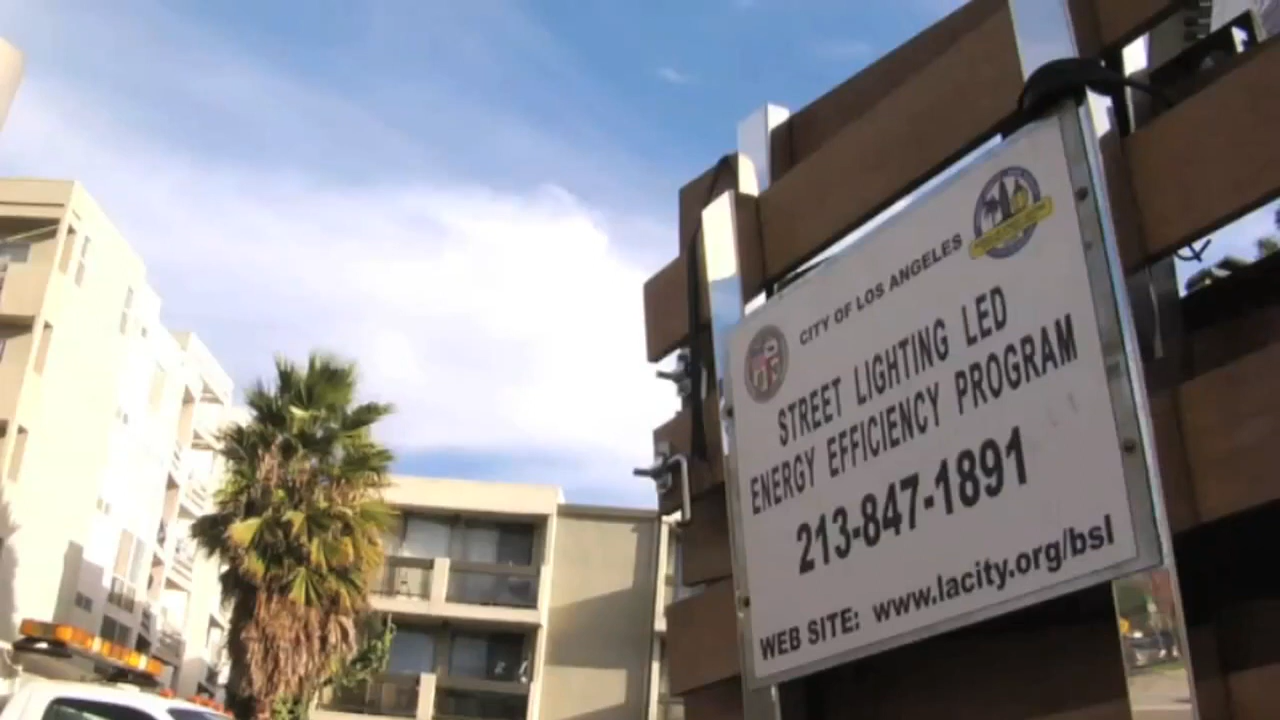 CITY OF LOS ANGELES
STREET LIGHTING LED
ENERGY EFFICIENCY PROGRAM
213-847-1891
WEB SITE: www.lacity.org/bsl